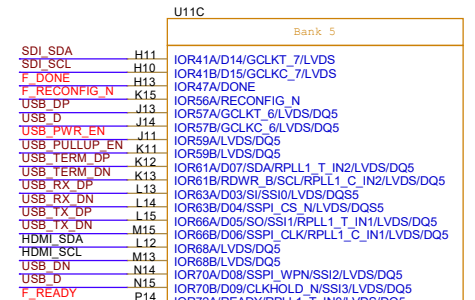 U11C
Bank 5
SDI_SDA H11 IOR41A/D14/GCLKT_7/LVDS
SDI_SCL H10 IOR41B/D15/GCLKC_7/LVDS
F_DONE H13 IOR47A/DONE
F_RECONFIG_N K15 IOR56A/RECONFIG_N
USB_DP J13 IOR57A/GCLKT_6/LVDS/DQ5
USB_D J14 IOR57B/GCLKC_6/LVDS/DQ5
USB_PWR_EN J11 IOR59A/LVDS/DQ5
USB_PULLUP_EN K11 IOR59B/LVDS/DQ5
USB_TERM_DP K12 IOR61A/D07/SDA/RPLL1_T_IN2/LVDS/DQ5
USB_TERM_DN K13 IOR61B/RDWR_B/SCL/RPLL1_C_IN2/LVDS/DQ5
USB_RX_DP L13 IOR63A/D03/SI/SSI0/LVDS/DQS5
USB_RX_DN L14 IOR63B/D04/SSPI_CS_N/LVDS/DQS5
USB_TX_DP L15 IOR66A/D05/SO/SSI1/RPLL1_T_IN1/LVDS/DQ5
USB_TX_DN M15 IOR66B/D06/SSPI_CLK/RPLL1_C_IN1/LVDS/DQ5
HDMI_SDA L12 IOR68A/LVDS/DQ5
HDMI_SCL M13 IOR68B/LVDS/DQ5
USB_DN N14 IOR70A/D08/SSPI_WPN/SSI2/LVDS/DQ5
USB_D N15 IOR70B/D09/CLKHOLD_N/SSI3/LVDS/DQ5
F_READY P14